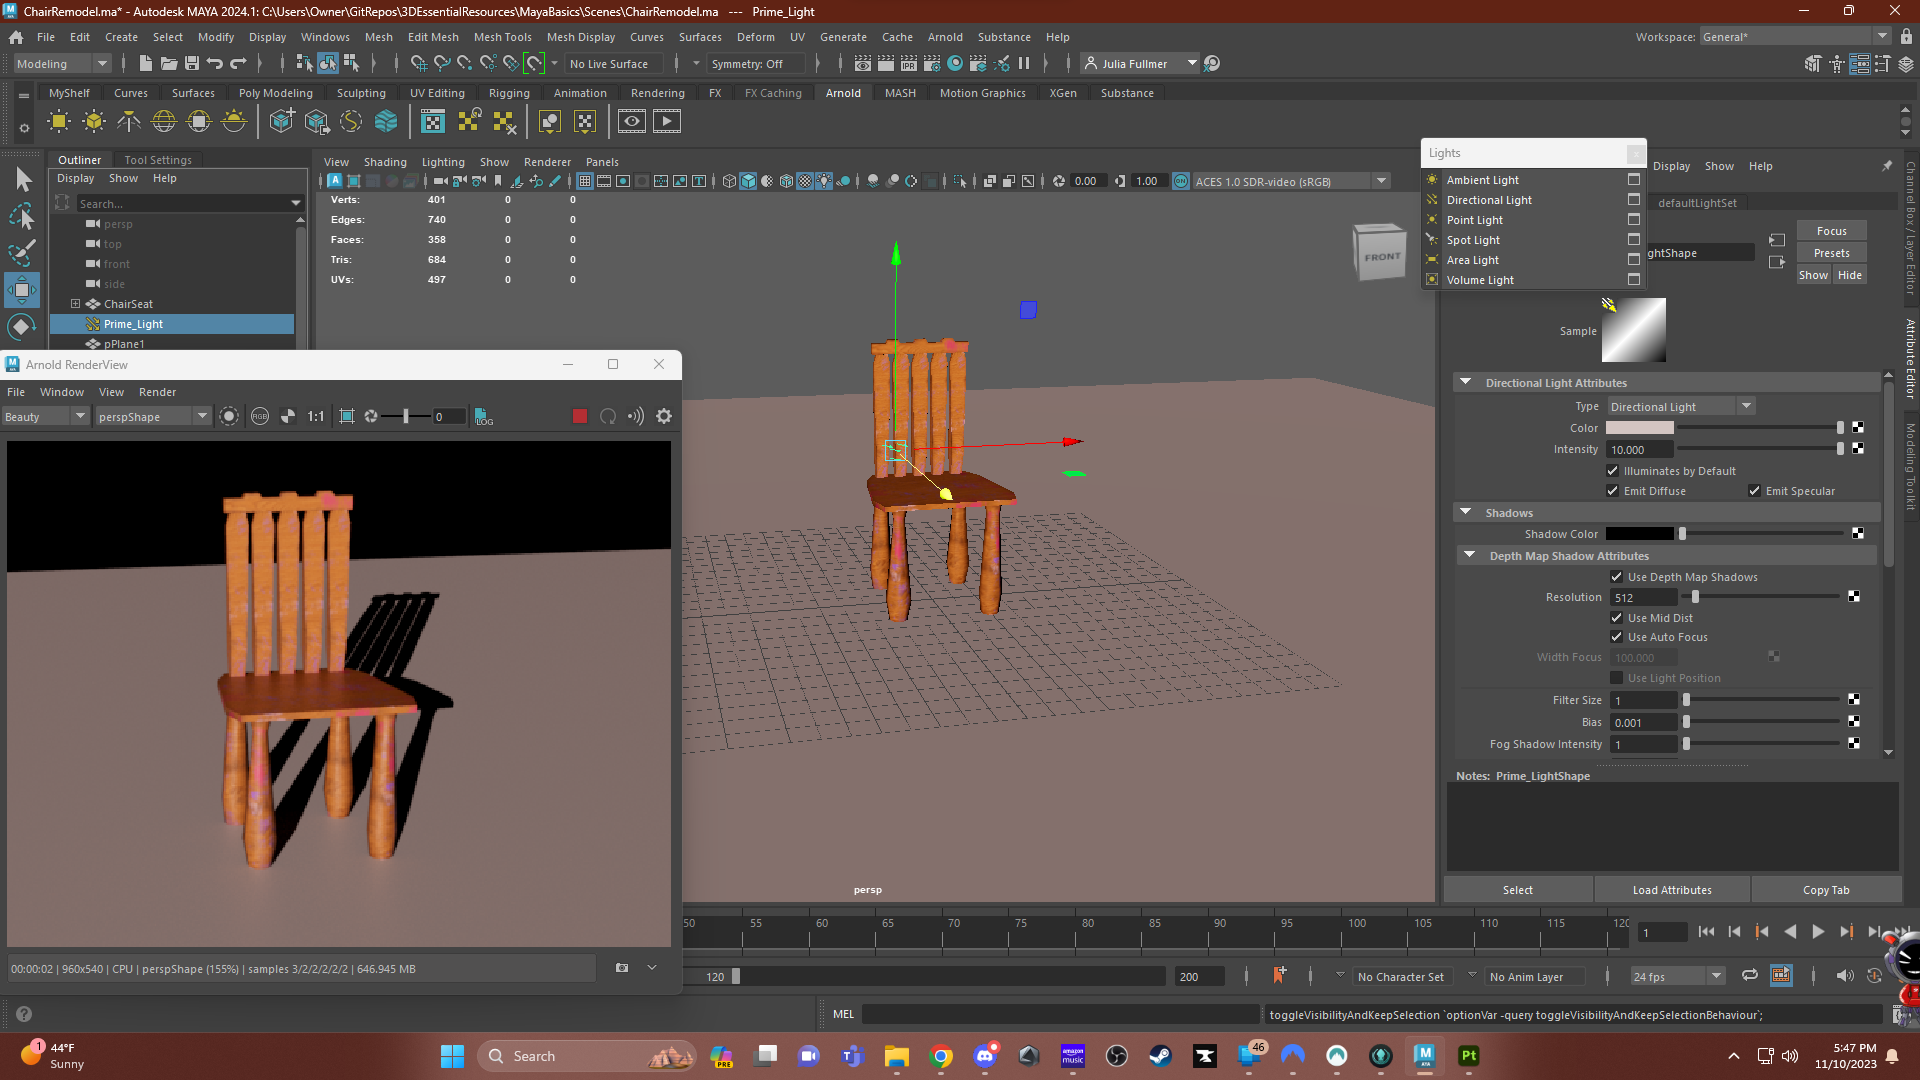 ChairRemodel.ma* - Autodesk MAYA 2024.1: C:\Users\Owner\GitRepos\3DEssentialResources\MayaBasics\Scenes\ChairRemodel.ma --- Prime_Light
File Edit Create Select Modify Display Windows Mesh Edit Mesh Mesh Tools Mesh Display Curves Surfaces Deform UV Generate Cache Arnold Substance Help
Workspace: General*
Modeling No Live Surface Symmetry: Off Julia Fullmer
MyShelf Curves Surfaces Poly Modeling Sculpting UV Editing Rigging Animation Rendering FX FX Caching Arnold MASH Motion Graphics XGen Substance
Outliner Tool Settings
Display Show Help
Search...
persp
top
front
side
ChairSeat
Prime_Light
pPlane1
View Shading Lighting Show Renderer Panels
0.00 1.00 ACES 1.0 SDR-video (sRGB)
Verts: 401 0 0
Edges: 740 0 0
Faces: 358 0 0
Tris: 684 0 0
UVs: 497 0 0
FRONT
persp
Lights
Ambient Light
Directional Light
Point Light
Spot Light
Area Light
Volume Light
Display Show Help
defaultLightSet
ghtShape
Focus
Presets
Show Hide
Sample
Directional Light Attributes
Type Directional Light
Color
Intensity 10.000
Illuminates by Default
Emit Diffuse Emit Specular
Shadows
Shadow Color
Depth Map Shadow Attributes
Use Depth Map Shadows
Resolution 512
Use Mid Dist
Use Auto Focus
Width Focus 100.000
Use Light Position
Filter Size 1
Bias 0.001
Fog Shadow Intensity 1
Notes: Prime_LightShape
Select Load Attributes Copy Tab
Channel Box / Layer Editor
Attribute Editor
Modeling Toolkit
Arnold RenderView
File Window View Render
Beauty perspShape RGB 1:1 0 LOG
00:00:02 | 960x540 | CPU | perspShape (155%) | samples 3/2/2/2/2/2 | 646.945 MB
50 55 60 65 70 75 80 85 90 95 100 105 110 115 120
1
120 200 No Character Set No Anim Layer 24 fps
MEL
toggleVisibilityAndKeepSelection `optionVar -query toggleVisibilityAndKeepSelectionBehaviour`;
1
44°F
Sunny
Search
PRE
amazon music
46
Pt
5:47 PM
11/10/2023